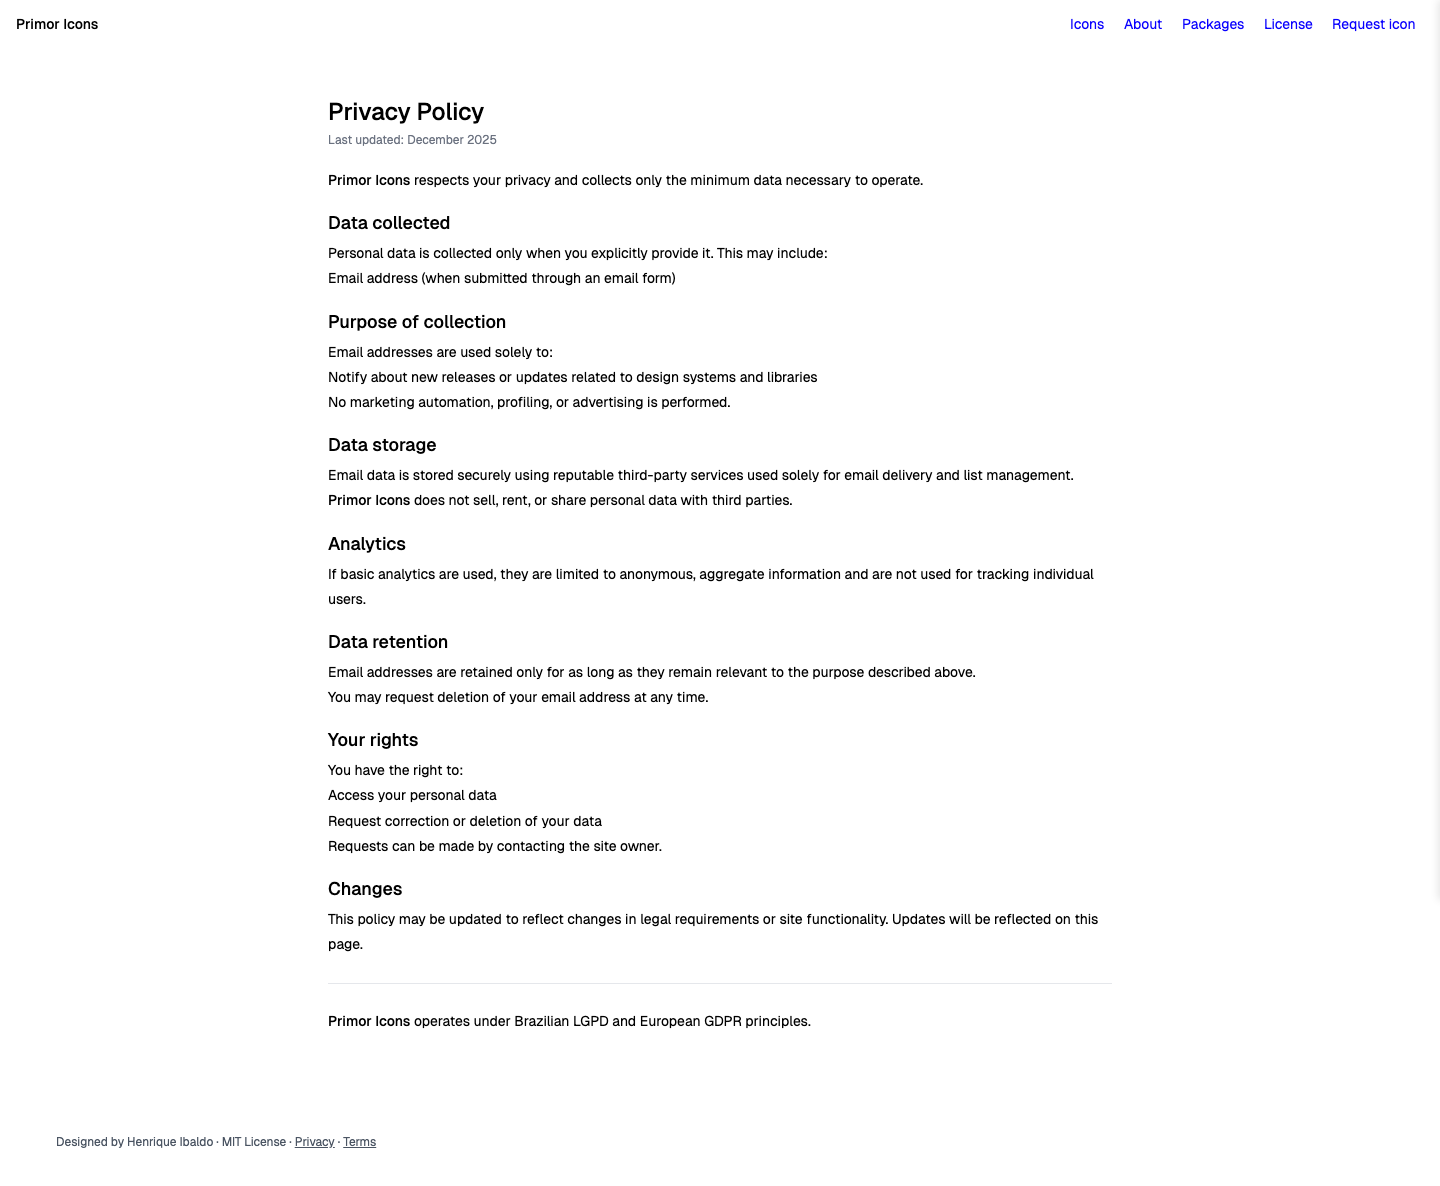 Primor Icons
Icons About Packages License Request icon
Privacy Policy
Last updated: December 2025
Primor Icons respects your privacy and collects only the minimum data necessary to operate.
Data collected
Personal data is collected only when you explicitly provide it. This may include:
Email address (when submitted through an email form)
Purpose of collection
Email addresses are used solely to:
Notify about new releases or updates related to design systems and libraries
No marketing automation, profiling, or advertising is performed.
Data storage
Email data is stored securely using reputable third-party services used solely for email delivery and list management.
Primor Icons does not sell, rent, or share personal data with third parties.
Analytics
If basic analytics are used, they are limited to anonymous, aggregate information and are not used for tracking individual
users.
Data retention
Email addresses are retained only for as long as they remain relevant to the purpose described above.
You may request deletion of your email address at any time.
Your rights
You have the right to:
Access your personal data
Request correction or deletion of your data
Requests can be made by contacting the site owner.
Changes
This policy may be updated to reflect changes in legal requirements or site functionality. Updates will be reflected on this
page.
Primor Icons operates under Brazilian LGPD and European GDPR principles.
Designed by Henrique Ibaldo · MIT License · Privacy · Terms